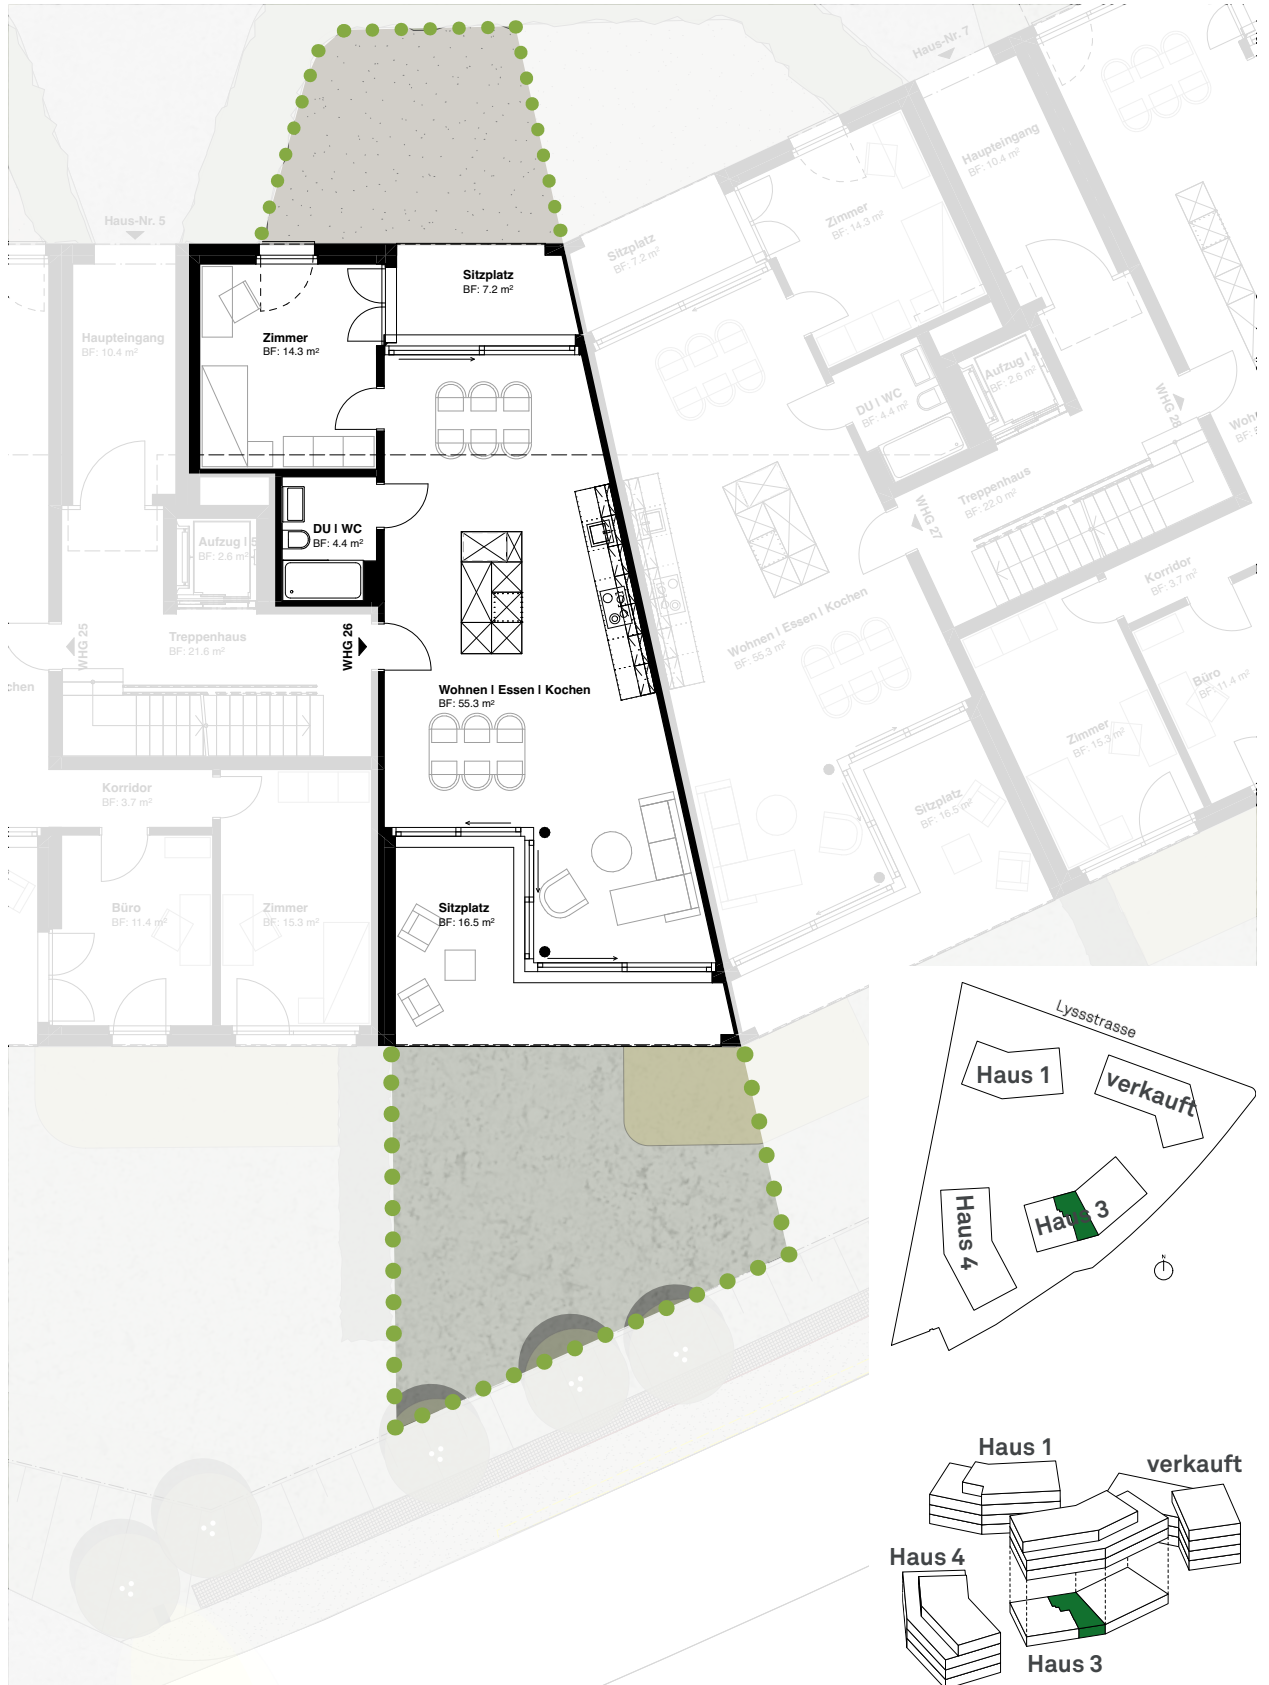 Haus-Nr. 7
Haupteingang
BF: 10.4 m²
Zimmer
BF: 14.3 m²
Sitzplatz
BF: 7.2 m²
Haus-Nr. 5
Sitzplatz
BF: 7.2 m²
Haupteingang
BF: 10.4 m²
Zimmer
BF: 14.3 m²
Aufzug I
BF: 2.6 m²
DU I WC
BF: 4.4 m²
WHG 28
DU I WC
BF: 4.4 m²
Aufzug I 5
BF: 2.6 m²
Treppenhaus
BF: 22.0 m²
WHG 27
Korridor
BF: 3.7 m²
WHG 25
Treppenhaus
BF: 21.6 m²
WHG 26
Wohnen I Essen I Kochen
BF: 55.3 m²
Wohnen I Essen I Kochen
BF: 55.3 m²
chen
Büro
11.4 m²
Zimmer
BF: 15.3 m²
Korridor
BF: 3.7 m²
Sitzplatz
BF: 16.5 m²
Büro
BF: 11.4 m²
Zimmer
BF: 15.3 m²
Sitzplatz
BF: 16.5 m²
Lyssstrasse
Haus 1
verkauft
Haus 3
Haus 4
N
Haus 1
verkauft
Haus 4
Haus 3